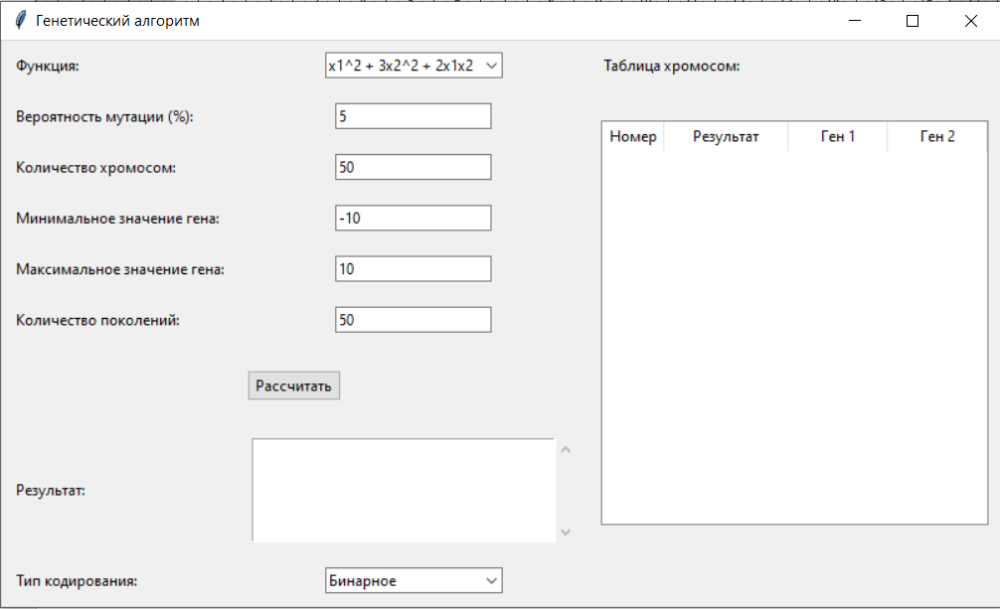 Генетический алгоритм
Функция: x1^2 + 3x2^2 + 2x1x2
Вероятность мутации (%): 5
Количество хромосом: 50
Минимальное значение гена: -10
Максимальное значение гена: 10
Количество поколений: 50
Рассчитать
Результат:
Тип кодирования: Бинарное
Таблица хромосом:
Номер Результат Ген 1 Ген 2